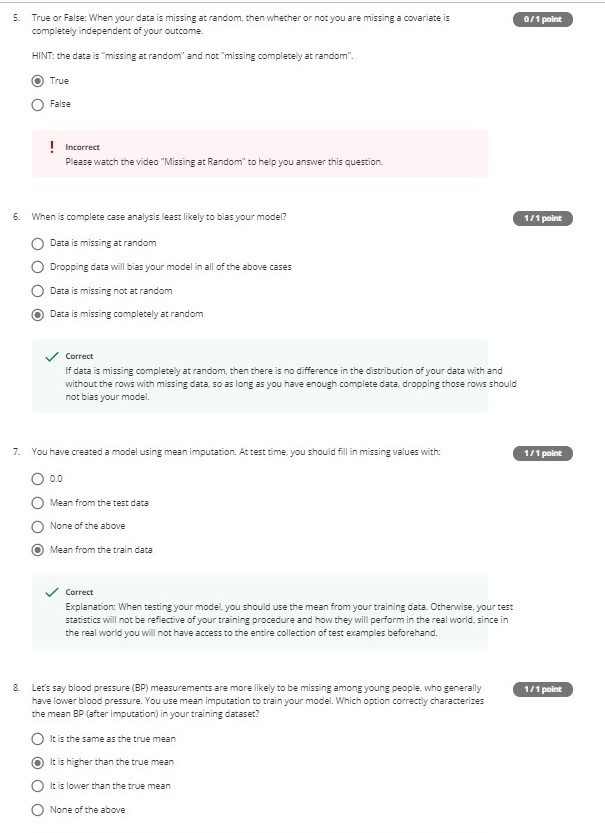 5. True or False: When your data is missing at random, then whether or not you are missing a covariate is
0 / 1 point
completely independent of your outcome.
HINT: the data is "missing at random" and not "missing completely at random".
True
False
! Incorrect
Please watch the video "Missing at Random" to help you answer this question.
6. When is complete case analysis least likely to bias your model?
1 / 1 point
Data is missing at random
Dropping data will bias your model in all of the above cases
Data is missing not at random
Data is missing completely at random
Correct
If data is missing completely at random, then there is no difference in the distribution of your data with and
without the rows with missing data, so as long as you have enough complete data, dropping those rows should
not bias your model.
7. You have created a model using mean imputation. At test time, you should fill in missing values with:
1 / 1 point
0.0
Mean from the test data
None of the above
Mean from the train data
Correct
Explanation: When testing your model, you should use the mean from your training data. Otherwise, your test
statistics will not be reflective of your training procedure and how they will perform in the real world, since in
the real world you will not have access to the entire collection of test examples beforehand.
8. Let's say blood pressure (BP) measurements are more likely to be missing among young people, who generally
1 / 1 point
have lower blood pressure. You use mean imputation to train your model. Which option correctly characterizes
the mean BP (after imputation) in your training dataset?
It is the same as the true mean
It is higher than the true mean
It is lower than the true mean
None of the above